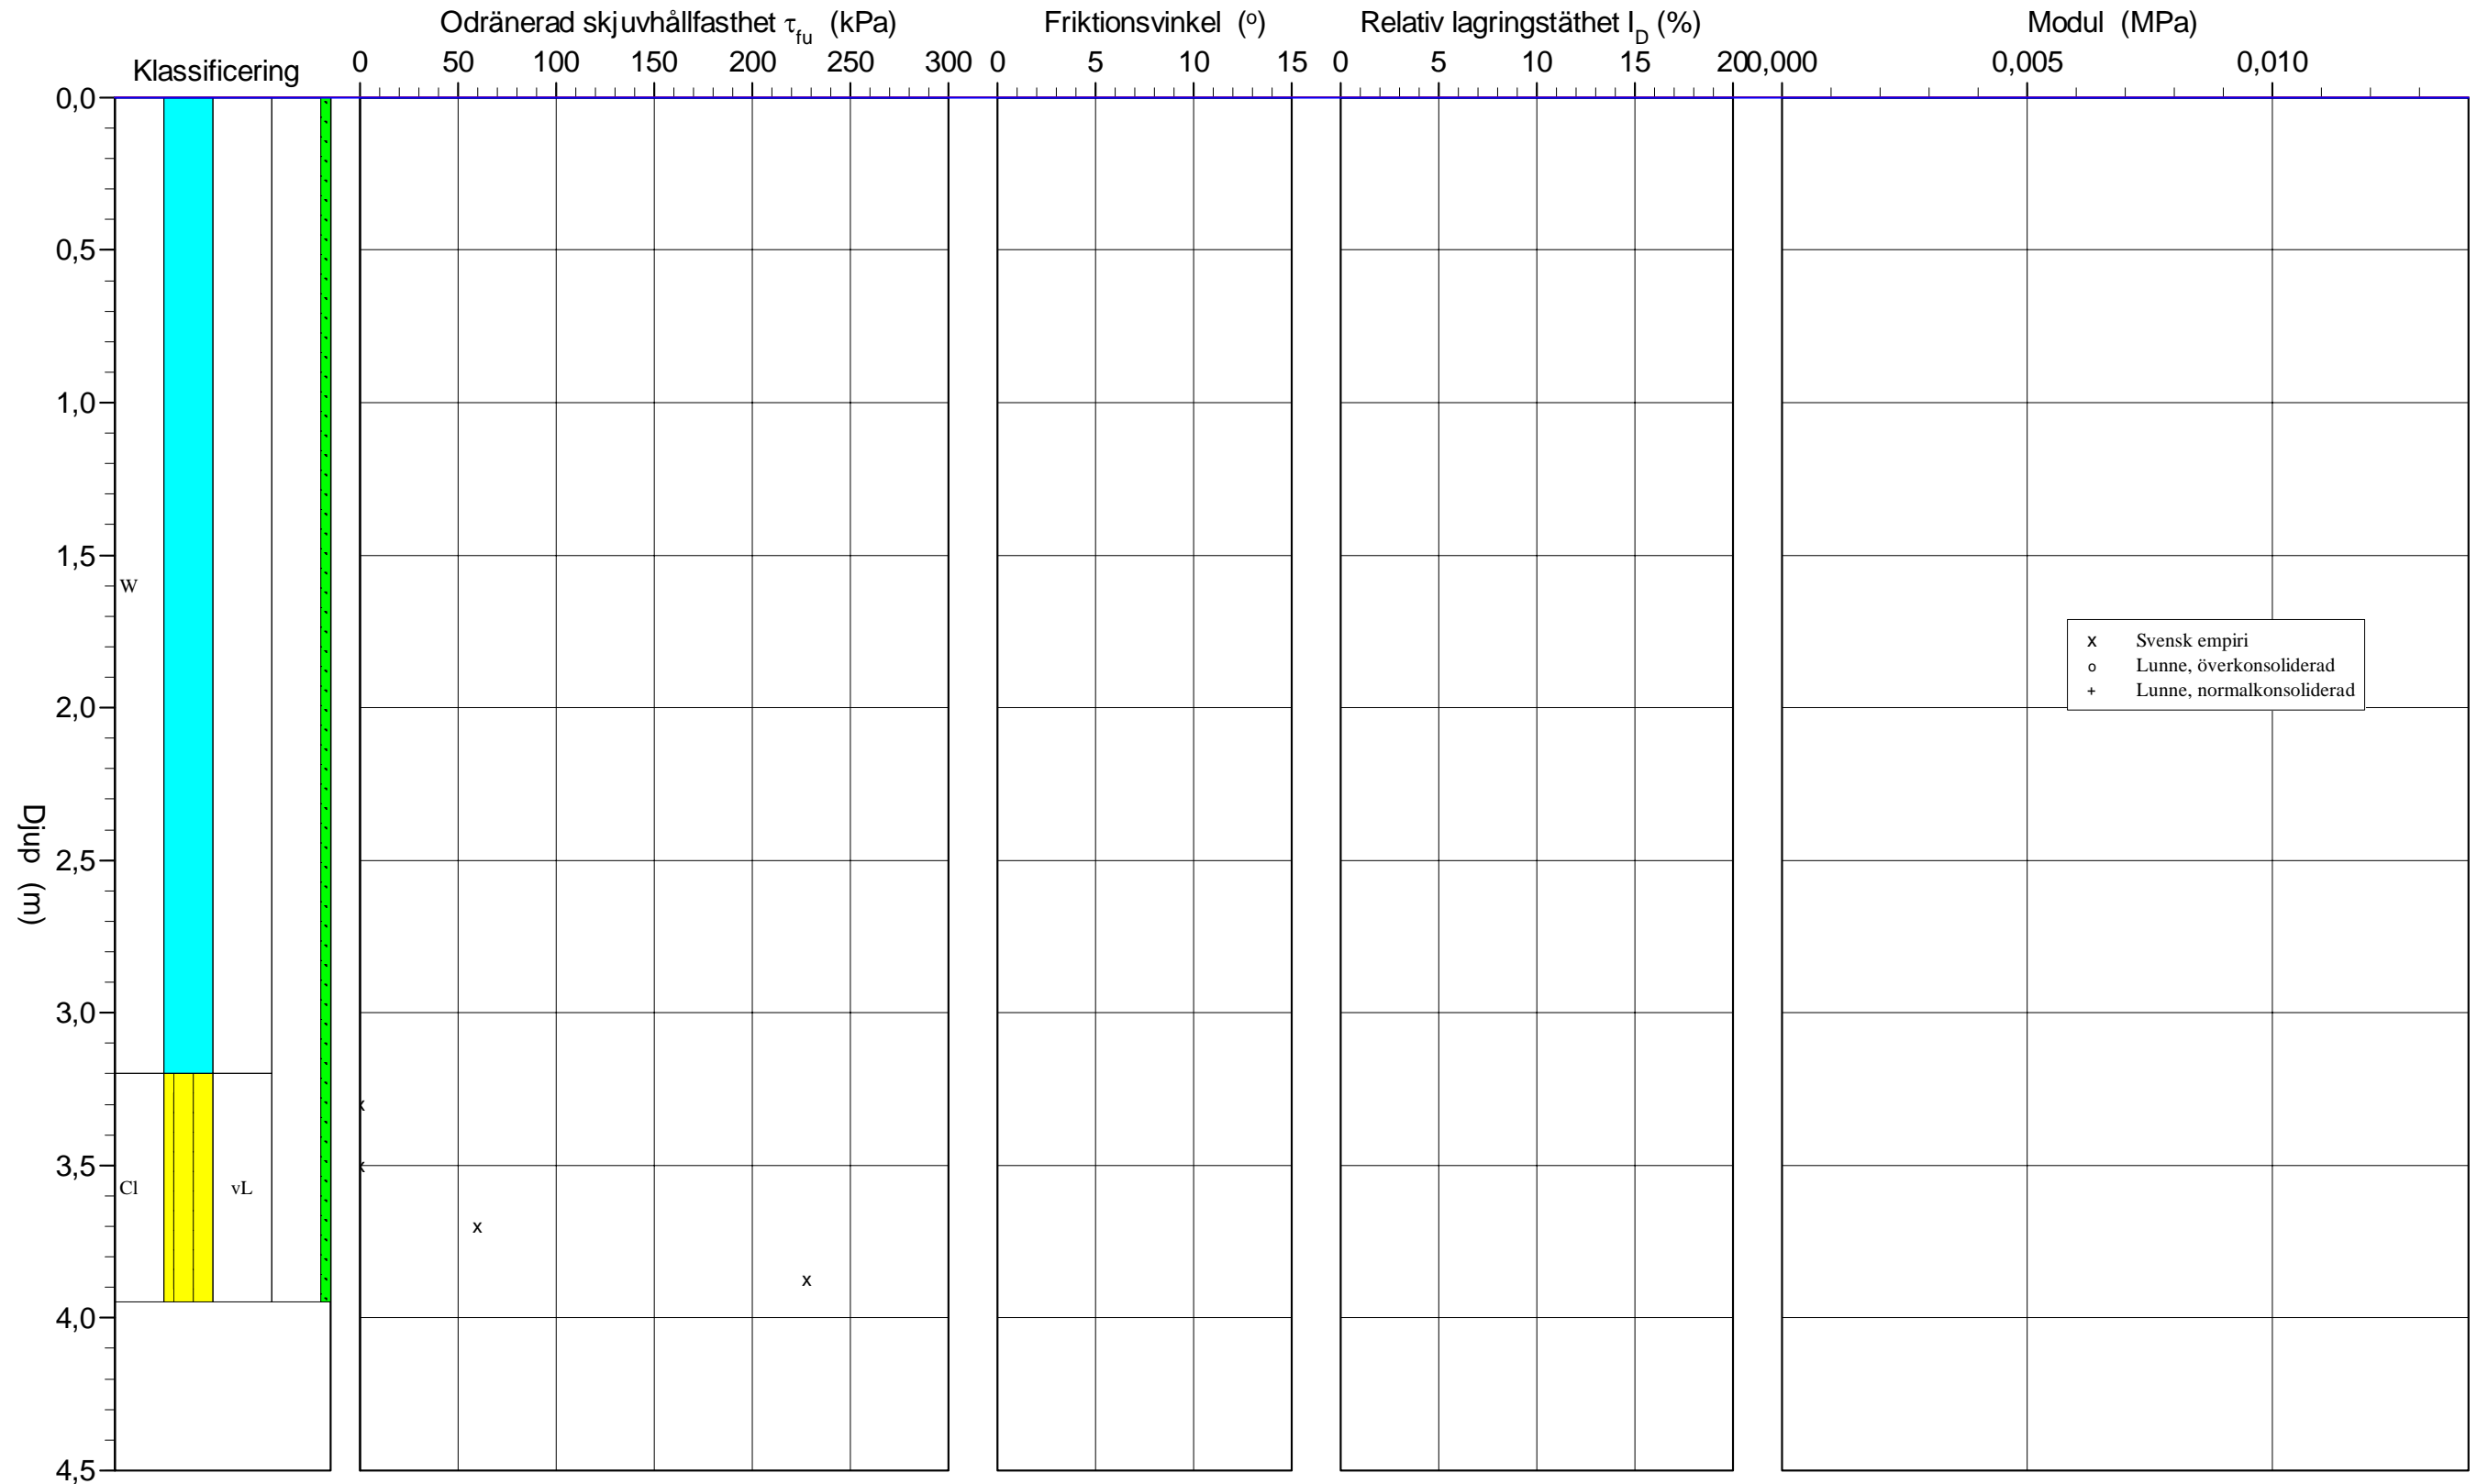 Odränerad skjuvhållfasthet τfu (kPa)
Friktionsvinkel (o)
Relativ lagringstäthet ID (%)
Modul (MPa)
Klassificering
0 50 100 150 200 250 300
0 5 10 15
0 5 10 15 20
0,000 0,005 0,010
0,0
0,5
1,0
1,5
W
x Svensk empiri
o Lunne, överkonsoliderad
+ Lunne, normalkonsoliderad
2,0
Djup (m)
2,5
3,0
x
3,5
x
Cl vL
x
x
4,0
4,5